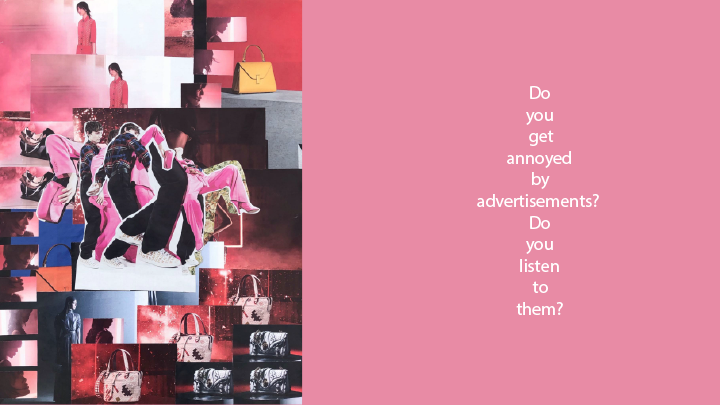 Do
you
get
annoyed
by
advertisements?
Do
you
listen
to
them?